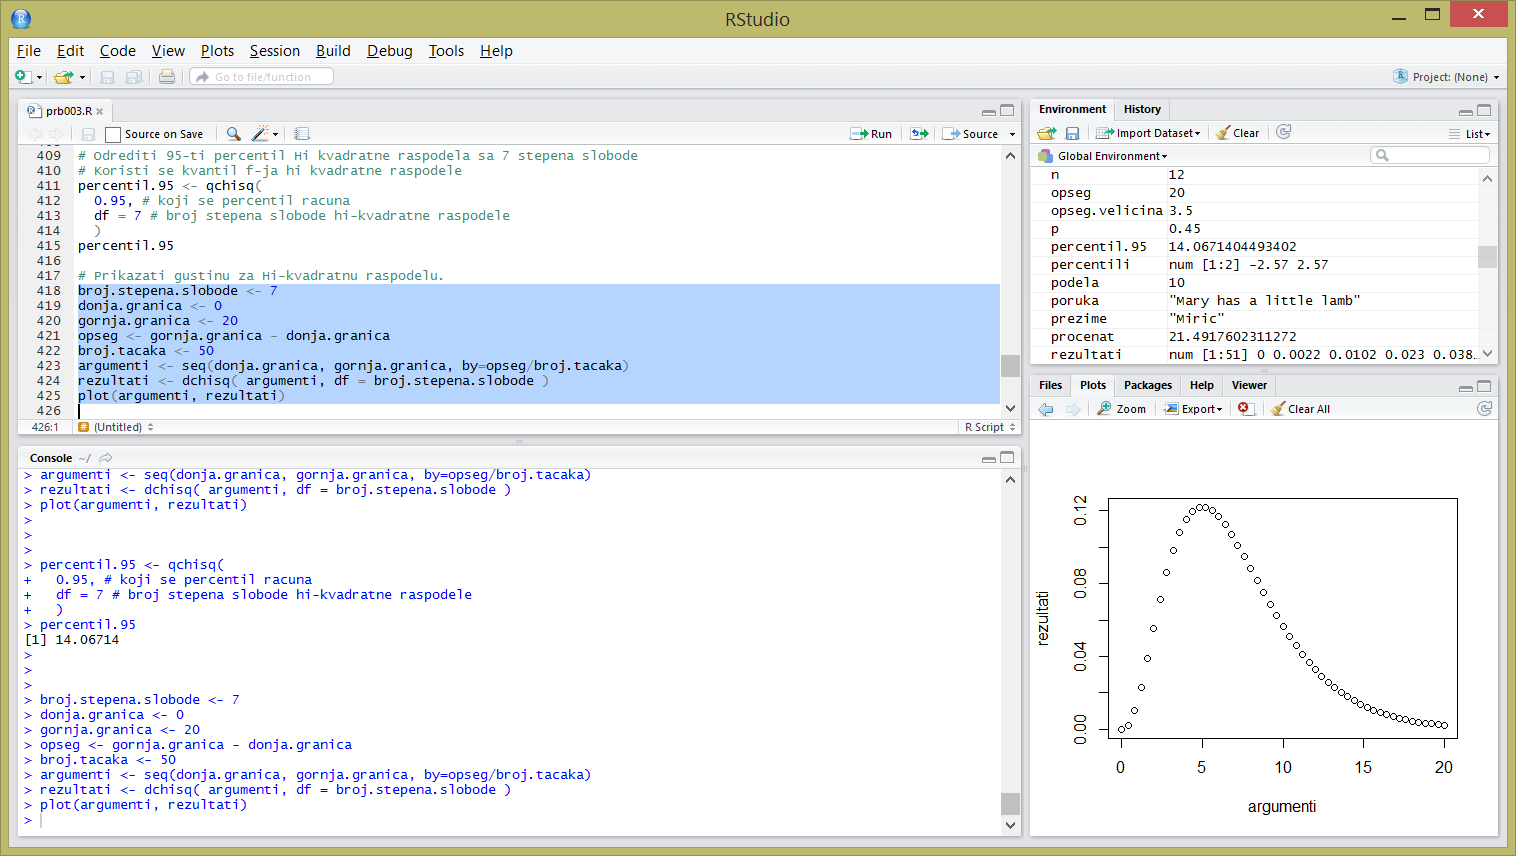 RStudio
File Edit Code View Plots Session Build Debug Tools Help
Go to file/function
Project: (None)
prb003.R
Source on Save
Run
Source
409 # Odrediti 95-ti percentil Hi kvadratne raspodela sa 7 stepena slobode
410 # Koristi se kvantil f-ja hi kvadratne raspodele
411 percentil.95 <- qchisq(
412 0.95, # koji se percentil racuna
413 df = 7 # broj stepena slobode hi-kvadratne raspodele
414 )
415 percentil.95
416
417 # Prikazati gustinu za Hi-kvadratnu raspodelu.
418 broj.stepena.slobode <- 7
419 donja.granica <- 0
420 gornja.granica <- 20
421 opseg <- gornja.granica - donja.granica
422 broj.tacaka <- 50
423 argumenti <- seq(donja.granica, gornja.granica, by=opseg/broj.tacaka)
424 rezultati <- dchisq( argumenti, df = broj.stepena.slobode )
425 plot(argumenti, rezultati)
426
426:1 # (Untitled) R Script
Console ~/
> argumenti <- seq(donja.granica, gornja.granica, by=opseg/broj.tacaka)
> rezultati <- dchisq( argumenti, df = broj.stepena.slobode )
> plot(argumenti, rezultati)
>
>
>
> percentil.95 <- qchisq(
+ 0.95, # koji se percentil racuna
+ df = 7 # broj stepena slobode hi-kvadratne raspodele
+ )
> percentil.95
[1] 14.06714
>
>
>
> broj.stepena.slobode <- 7
> donja.granica <- 0
> gornja.granica <- 20
> opseg <- gornja.granica - donja.granica
> broj.tacaka <- 50
> argumenti <- seq(donja.granica, gornja.granica, by=opseg/broj.tacaka)
> rezultati <- dchisq( argumenti, df = broj.stepena.slobode )
> plot(argumenti, rezultati)
>
Environment History
Import Dataset Clear List
Global Environment
n 12
opseg 20
opseg.velicina 3.5
p 0.45
percentil.95 14.0671404493402
percentili num [1:2] -2.57 2.57
podela 10
poruka "Mary has a little lamb"
prezime "Miric"
procenat 21.4917602311272
rezultati num [1:51] 0 0.0022 0.0102 0.023 0.038…
Files Plots Packages Help Viewer
Zoom Export Clear All
rezultati
0.12
0.08
0.04
0.00
0 5 10 15 20
argumenti